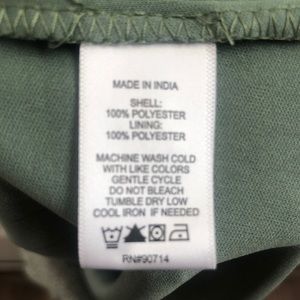 MADE IN INDIA
SHELL:
100% POLYESTER
LINING:
100% POLYESTER
MACHINE WASH COLD
WITH LIKE COLORS
GENTLE CYCLE
DO NOT BLEACH
TUMBLE DRY LOW
COOL IRON IF NEEDED
RN#90714